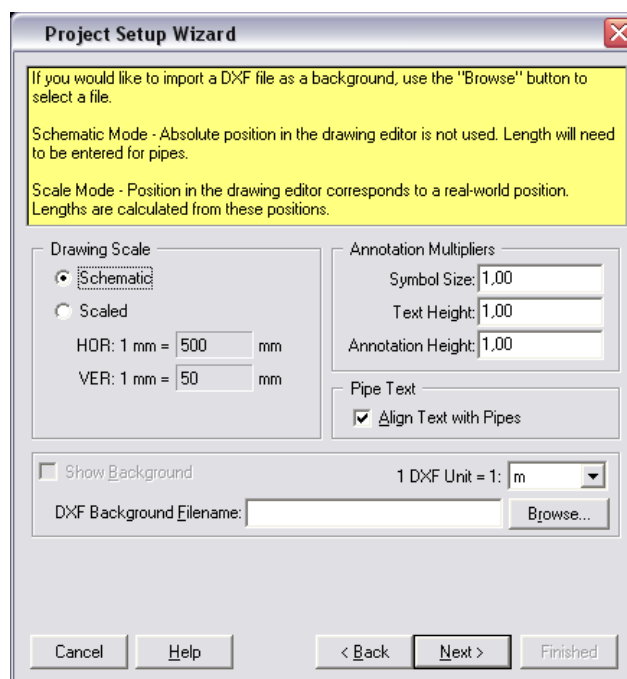 Project Setup Wizard
If you would like to import a DXF file as a background, use the "Browse" button to
select a file.
Schematic Mode - Absolute position in the drawing editor is not used. Length will need
to be entered for pipes.
Scale Mode - Position in the drawing editor corresponds to a real-world position.
Lengths are calculated from these positions.
Drawing Scale
Schematic
Scaled
HOR: 1 mm = 500 mm
VER: 1 mm = 50 mm
Annotation Multipliers
Symbol Size: 1,00
Text Height: 1,00
Annotation Height: 1,00
Pipe Text
Align Text with Pipes
Show Background
1 DXF Unit = 1: m
DXF Background Filename:
Browse...
Cancel
Help
< Back
Next >
Finished